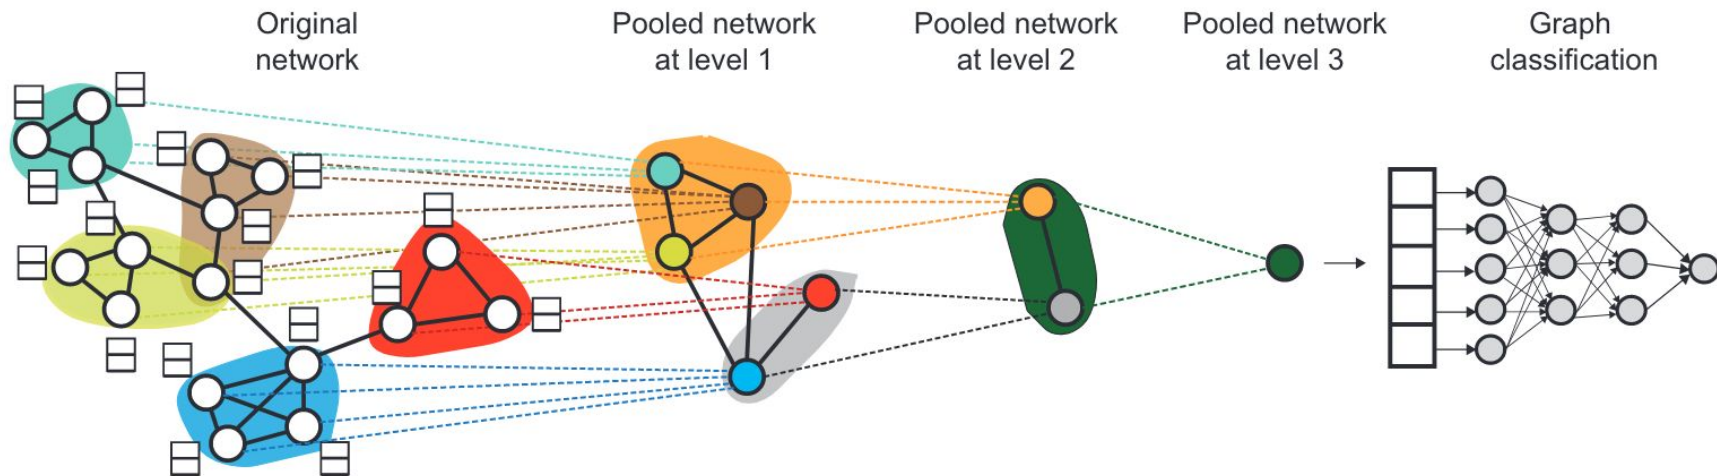 Original
network
Pooled network
at level 1
Pooled network
at level 2
Pooled network
at level 3
Graph
classification